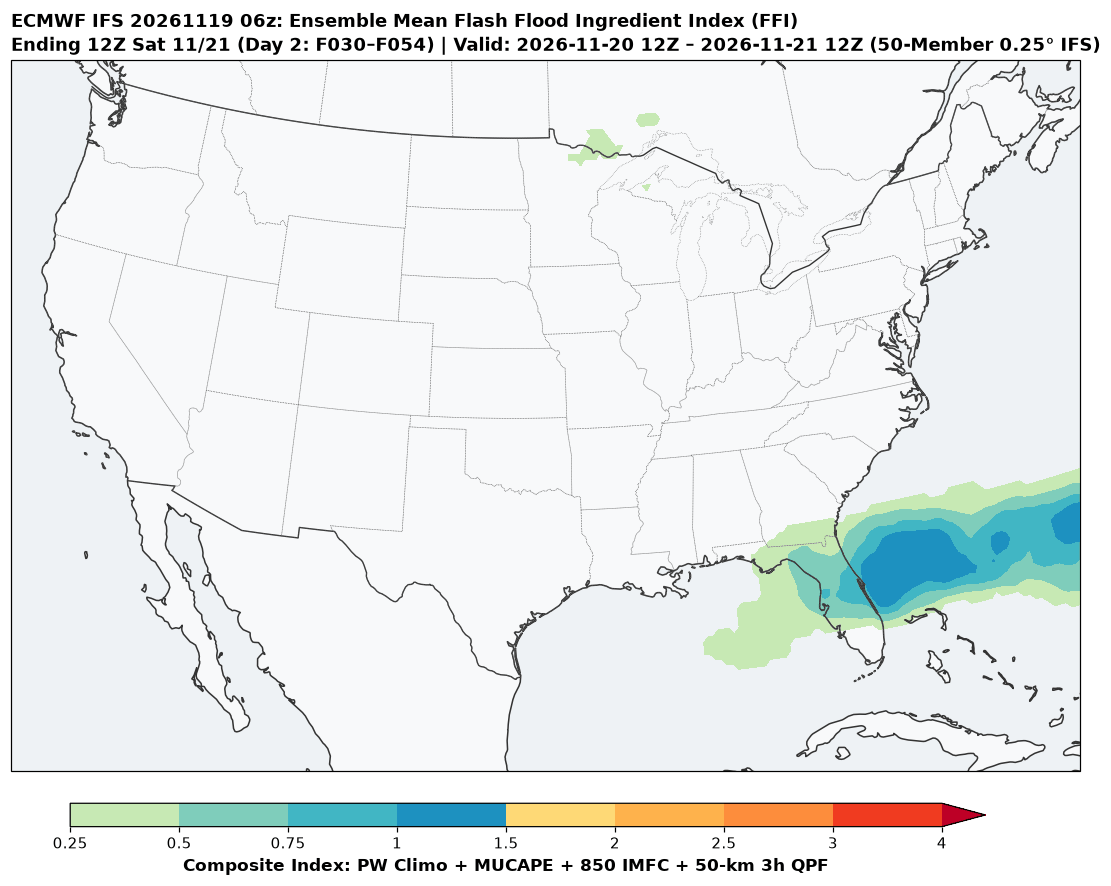 ECMWF IFS 20261119 06z: Ensemble Mean Flash Flood Ingredient Index (FFI)
Ending 12Z Sat 11/21 (Day 2: F030–F054) | Valid: 2026-11-20 12Z – 2026-11-21 12Z (50-Member 0.25° IFS)
0.25 0.5 0.75 1 1.5 2 2.5 3 4
Composite Index: PW Climo + MUCAPE + 850 IMFC + 50-km 3h QPF